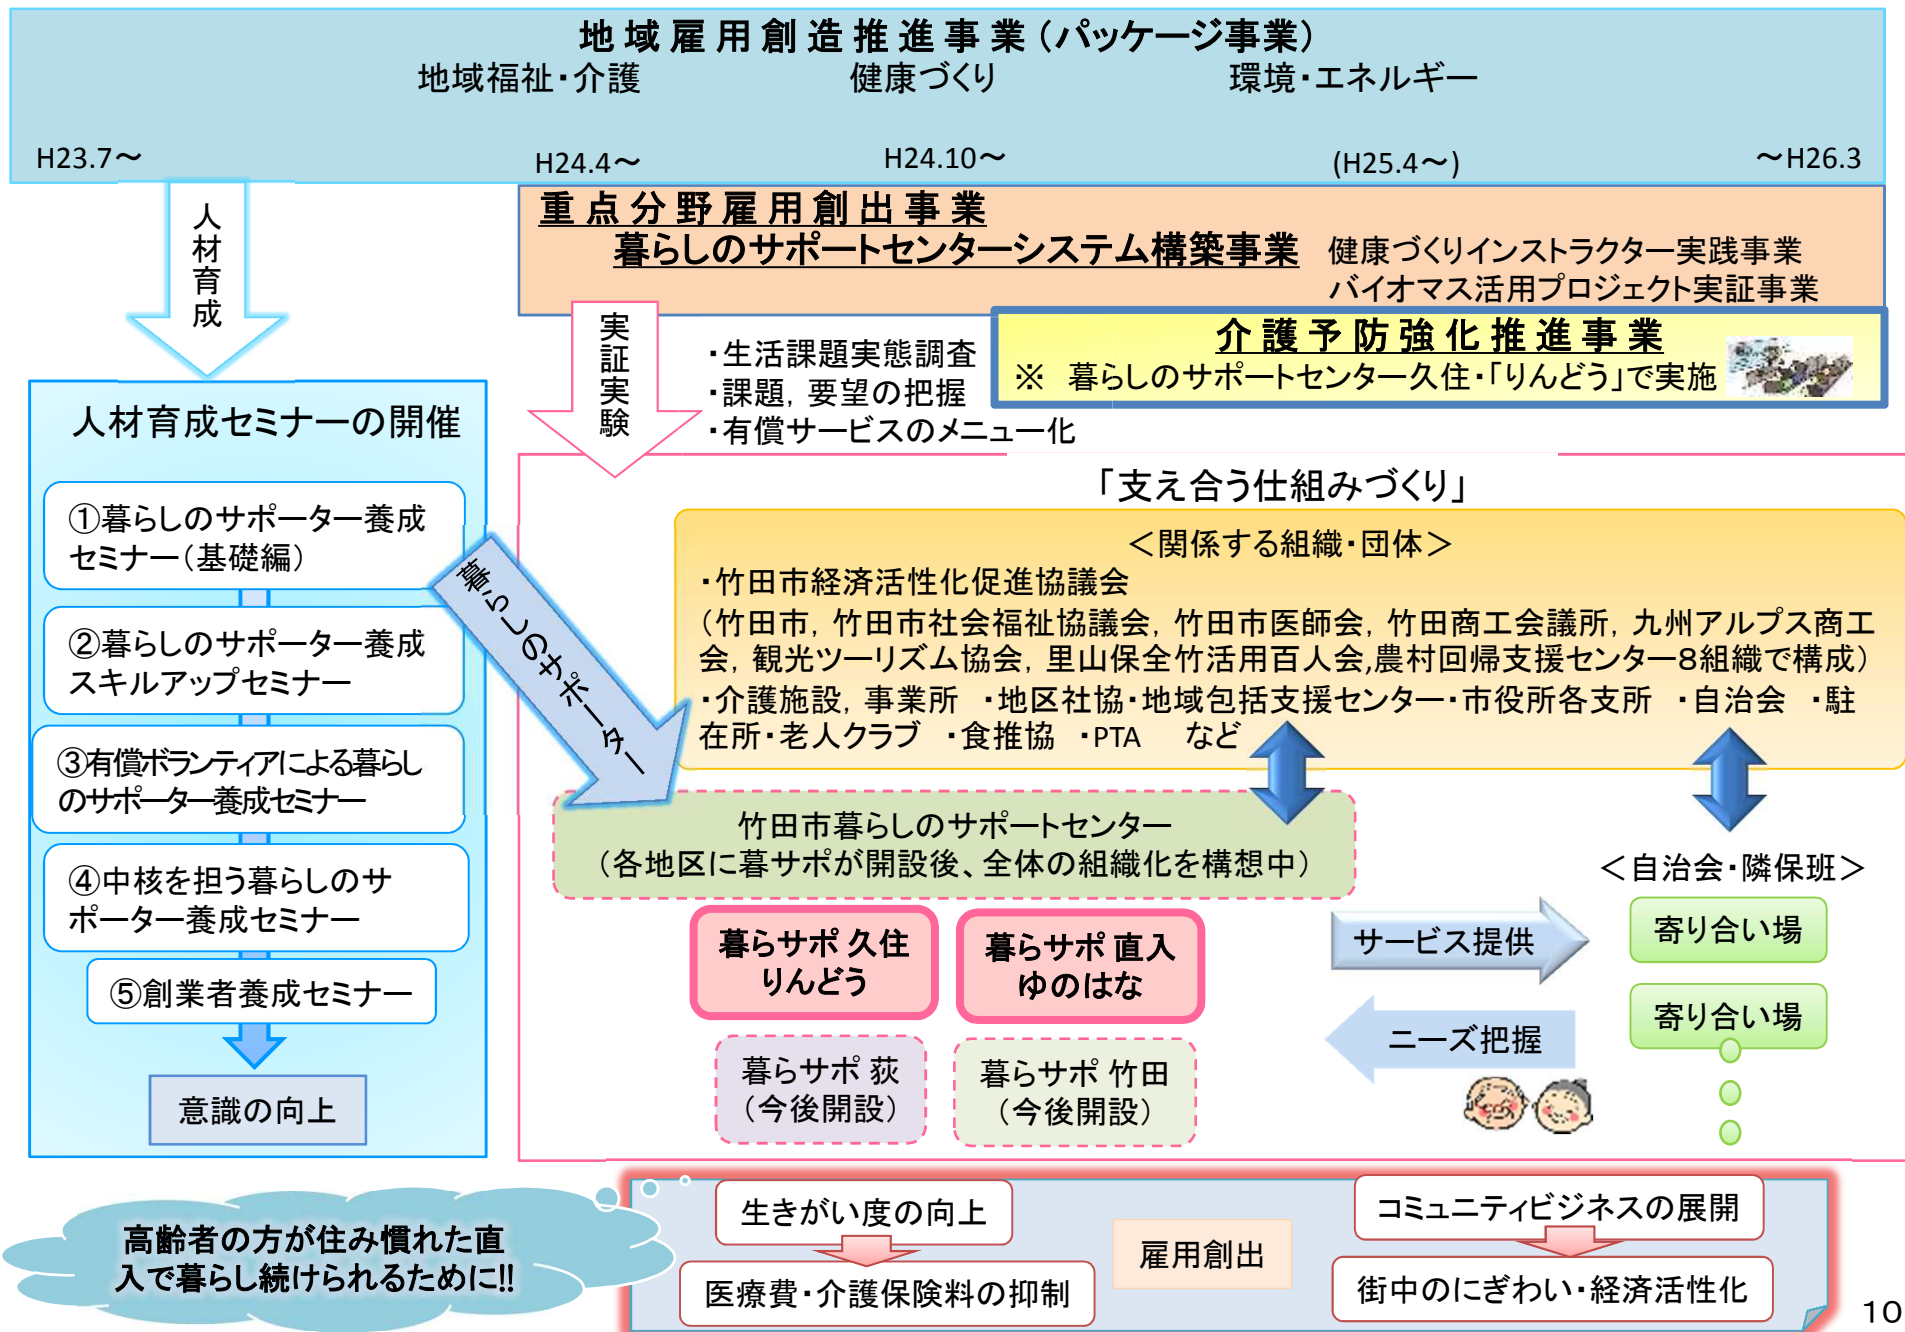 地域雇用創造推進事業（パッケージ事業）
地域福祉・介護　健康づくり　環境・エネルギー
H23.7～　H24.4～　H24.10～　(H25.4～)　～H26.3
人材育成
重点分野雇用創出事業
暮らしのサポートセンターシステム構築事業　健康づくりインストラクター実践事業
バイオマス活用プロジェクト実証事業
介護予防強化推進事業
※　暮らしのサポートセンター久住・「りんどう」で実施
実証実験
・生活課題実態調査
・課題，要望の把握
・有償サービスのメニュー化
人材育成セミナーの開催
①暮らしのサポーター養成
セミナー（基礎編）
②暮らしのサポーター養成
スキルアップセミナー
③有償ボランティアによる暮らし
のサポーター養成セミナー
④中核を担う暮らしのサ
ポーター養成セミナー
⑤創業者養成セミナー
意識の向上
暮らしのサポーター
「支え合う仕組みづくり」
＜関係する組織・団体＞
・竹田市経済活性化促進協議会
（竹田市，竹田市社会福祉協議会，竹田市医師会，竹田商工会議所，九州アルプス商工
会，観光ツーリズム協会，里山保全竹活用百人会,農村回帰支援センター8組織で構成）
・介護施設，事業所　・地区社協・地域包括支援センター・市役所各支所　・自治会　・駐
在所・老人クラブ　・食推協　・PTA　など
竹田市暮らしのサポートセンター
（各地区に暮サポが開設後、全体の組織化を構想中）
暮らサポ 久住
りんどう
暮らサポ 直入
ゆのはな
暮らサポ 荻
（今後開設）
暮らサポ 竹田
（今後開設）
サービス提供
ニーズ把握
＜自治会・隣保班＞
寄り合い場
寄り合い場
高齢者の方が住み慣れた直
入で暮らし続けられるために!!
生きがい度の向上
医療費・介護保険料の抑制
雇用創出
コミュニティビジネスの展開
街中のにぎわい・経済活性化
10